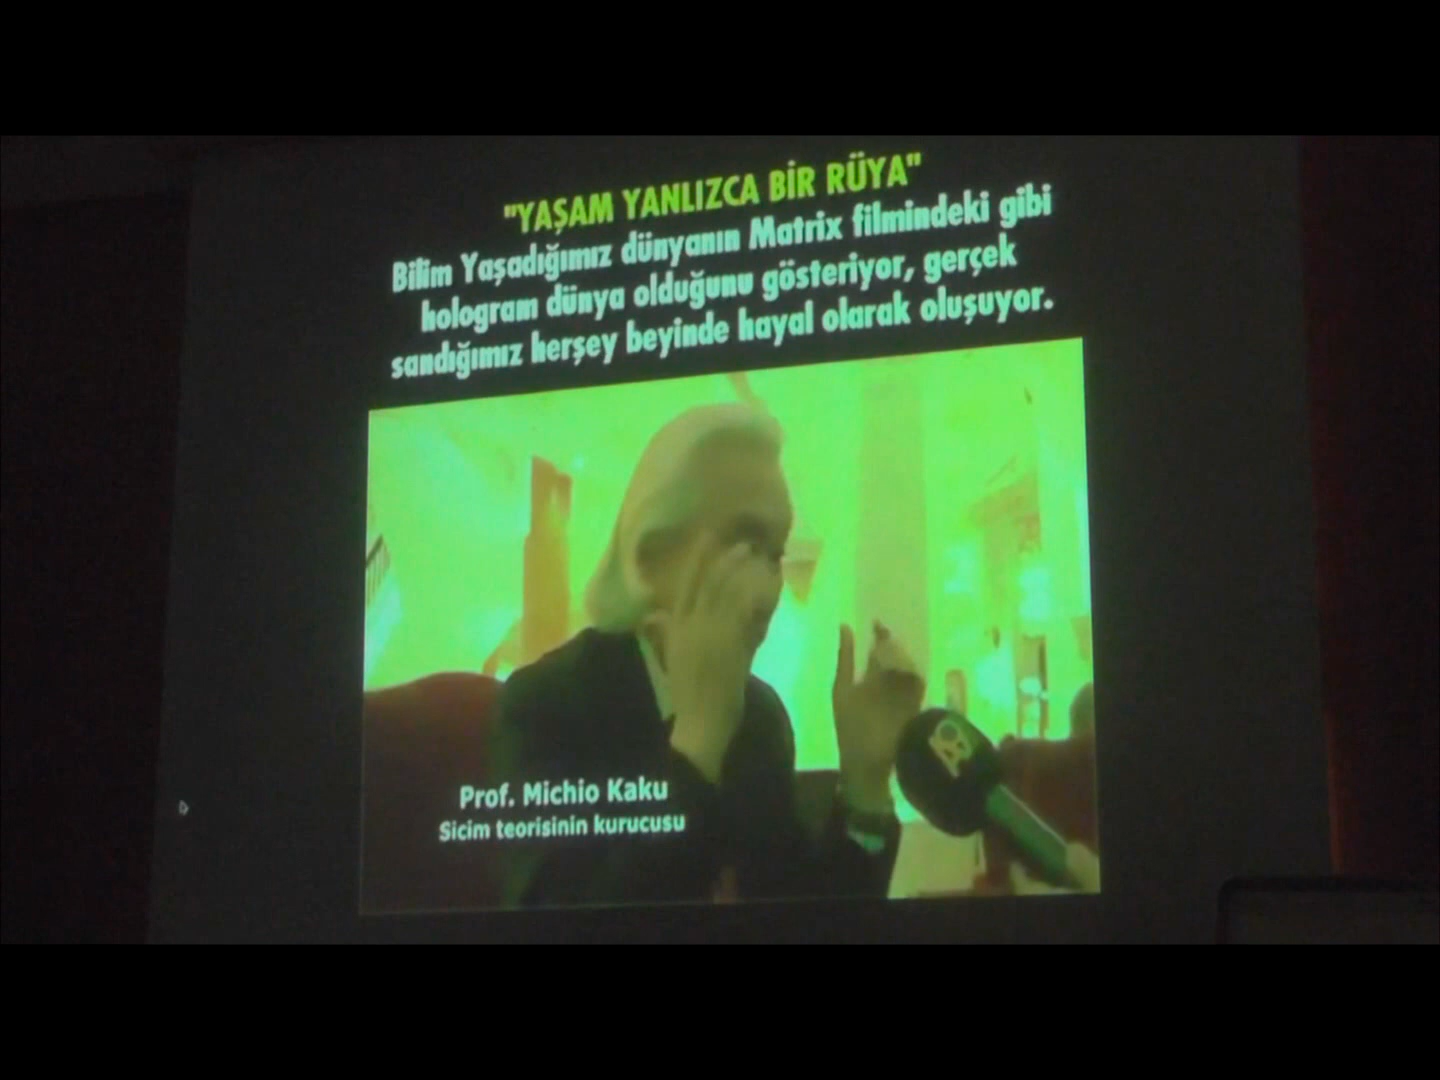 "YAŞAM YANLIZCA BİR RÜYA"
Bilim Yaşadığımız dünyanın Matrix filmindeki gibi
hologram dünya olduğunu gösteriyor, gerçek
sandığımız herşey beyinde hayal olarak oluşuyor.
Prof. Michio Kaku
Sicim teorisinin kurucusu